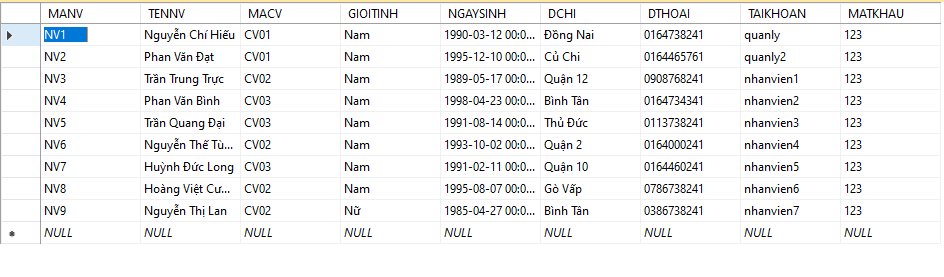 MANV TENNV MACV GIOITINH NGAYSINH DCHI DTHOAI TAIKHOAN MATKHAU
NV1 Nguyễn Chí Hiếu CV01 Nam 1990-03-12 00:0... Đồng Nai 0164738241 quanly 123
NV2 Phan Văn Đạt CV01 Nam 1995-12-10 00:0... Củ Chi 0164465761 quanly2 123
NV3 Trần Trung Trực CV02 Nam 1989-05-17 00:0... Quận 12 0908768241 nhanvien1 123
NV4 Phan Văn Bình CV03 Nam 1998-04-23 00:0... Bình Tân 0164734341 nhanvien2 123
NV5 Trần Quang Đại CV03 Nam 1991-08-14 00:0... Thủ Đức 0113738241 nhanvien3 123
NV6 Nguyễn Thế Tù... CV02 Nam 1993-10-02 00:0... Quận 2 0164000241 nhanvien4 123
NV7 Huỳnh Đức Long CV03 Nam 1991-02-11 00:0... Quận 10 0164460241 nhanvien5 123
NV8 Hoàng Việt Cư... CV02 Nam 1995-08-07 00:0... Gò Vấp 0786738241 nhanvien6 123
NV9 Nguyễn Thị Lan CV02 Nữ 1985-04-27 00:0... Bình Tân 0386738241 nhanvien7 123
NULL NULL NULL NULL NULL NULL NULL NULL NULL